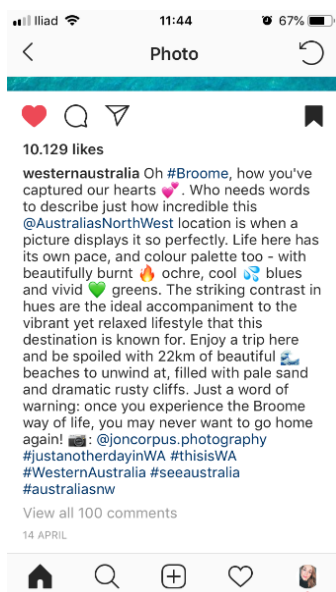 Iliad 11:44 67%
Photo
10.129 likes
westernaustralia Oh #Broome, how you've
captured our hearts 💕. Who needs words
to describe just how incredible this
@AustraliasNorthWest location is when a
picture displays it so perfectly. Life here has
its own pace, and colour palette too - with
beautifully burnt 🔥 ochre, cool 💦 blues
and vivid 💚 greens. The striking contrast in
hues are the ideal accompaniment to the
vibrant yet relaxed lifestyle that this
destination is known for. Enjoy a trip here
and be spoiled with 22km of beautiful 🌊
beaches to unwind at, filled with pale sand
and dramatic rusty cliffs. Just a word of
warning: once you experience the Broome
way of life, you may never want to go home
again! 📷: @joncorpus.photography
#justanotherdayinWA #thisisWA
#WesternAustralia #seeaustralia
#australiasnw
View all 100 comments
14 APRIL